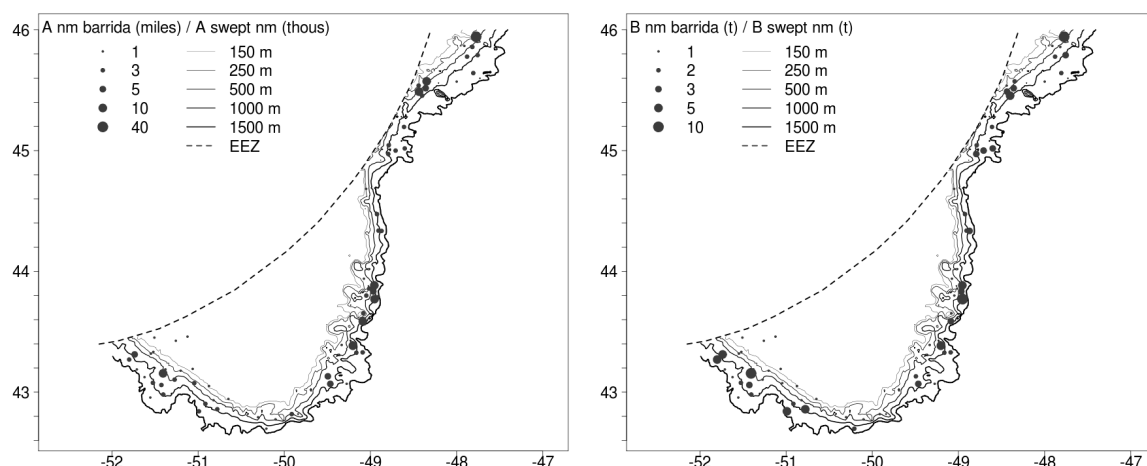 A nm barrida (miles) / A swept nm (thous)
1 150 m
3 250 m
5 500 m
10 1000 m
40 1500 m
EEZ
46
45
44
43
-52 -51 -50 -49 -48 -47
B nm barrida (t) / B swept nm (t)
1 150 m
2 250 m
3 500 m
5 1000 m
10 1500 m
EEZ
46
45
44
43
-52 -51 -50 -49 -48 -47